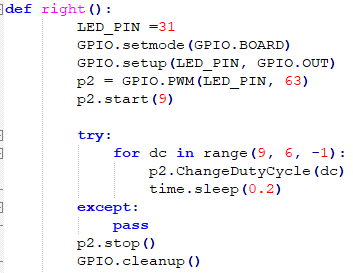 def right():
        LED_PIN =31
        GPIO.setmode(GPIO.BOARD)
        GPIO.setup(LED_PIN, GPIO.OUT)
        p2 = GPIO.PWM(LED_PIN, 63)
        p2.start(9)

        try:
            for dc in range(9, 6, -1):
                p2.ChangeDutyCycle(dc)
                time.sleep(0.2)
        except:
            pass
        p2.stop()
        GPIO.cleanup()